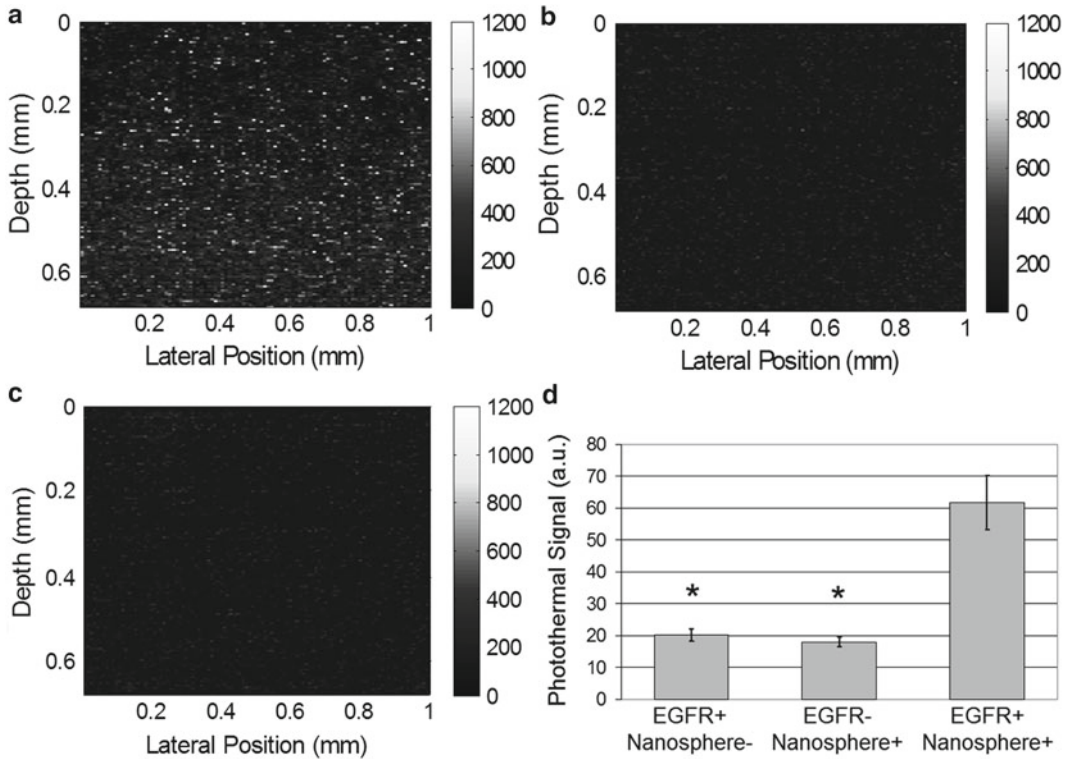 a
0
0.2
0.4
0.6
Depth (mm)
0.2 0.4 0.6 0.8 1
Lateral Position (mm)
1200
1000
800
600
400
200
0
b
0
0.2
0.4
0.6
Depth (mm)
0.2 0.4 0.6 0.8 1
Lateral Position (mm)
1200
1000
800
600
400
200
0
c
0
0.2
0.4
0.6
Depth (mm)
0.2 0.4 0.6 0.8 1
Lateral Position (mm)
1200
1000
800
600
400
200
0
d
Photothermal Signal (a.u.)
80
70
60
50
40
30
20
10
0
* *
EGFR+ EGFR- EGFR+
Nanosphere- Nanosphere+ Nanosphere+